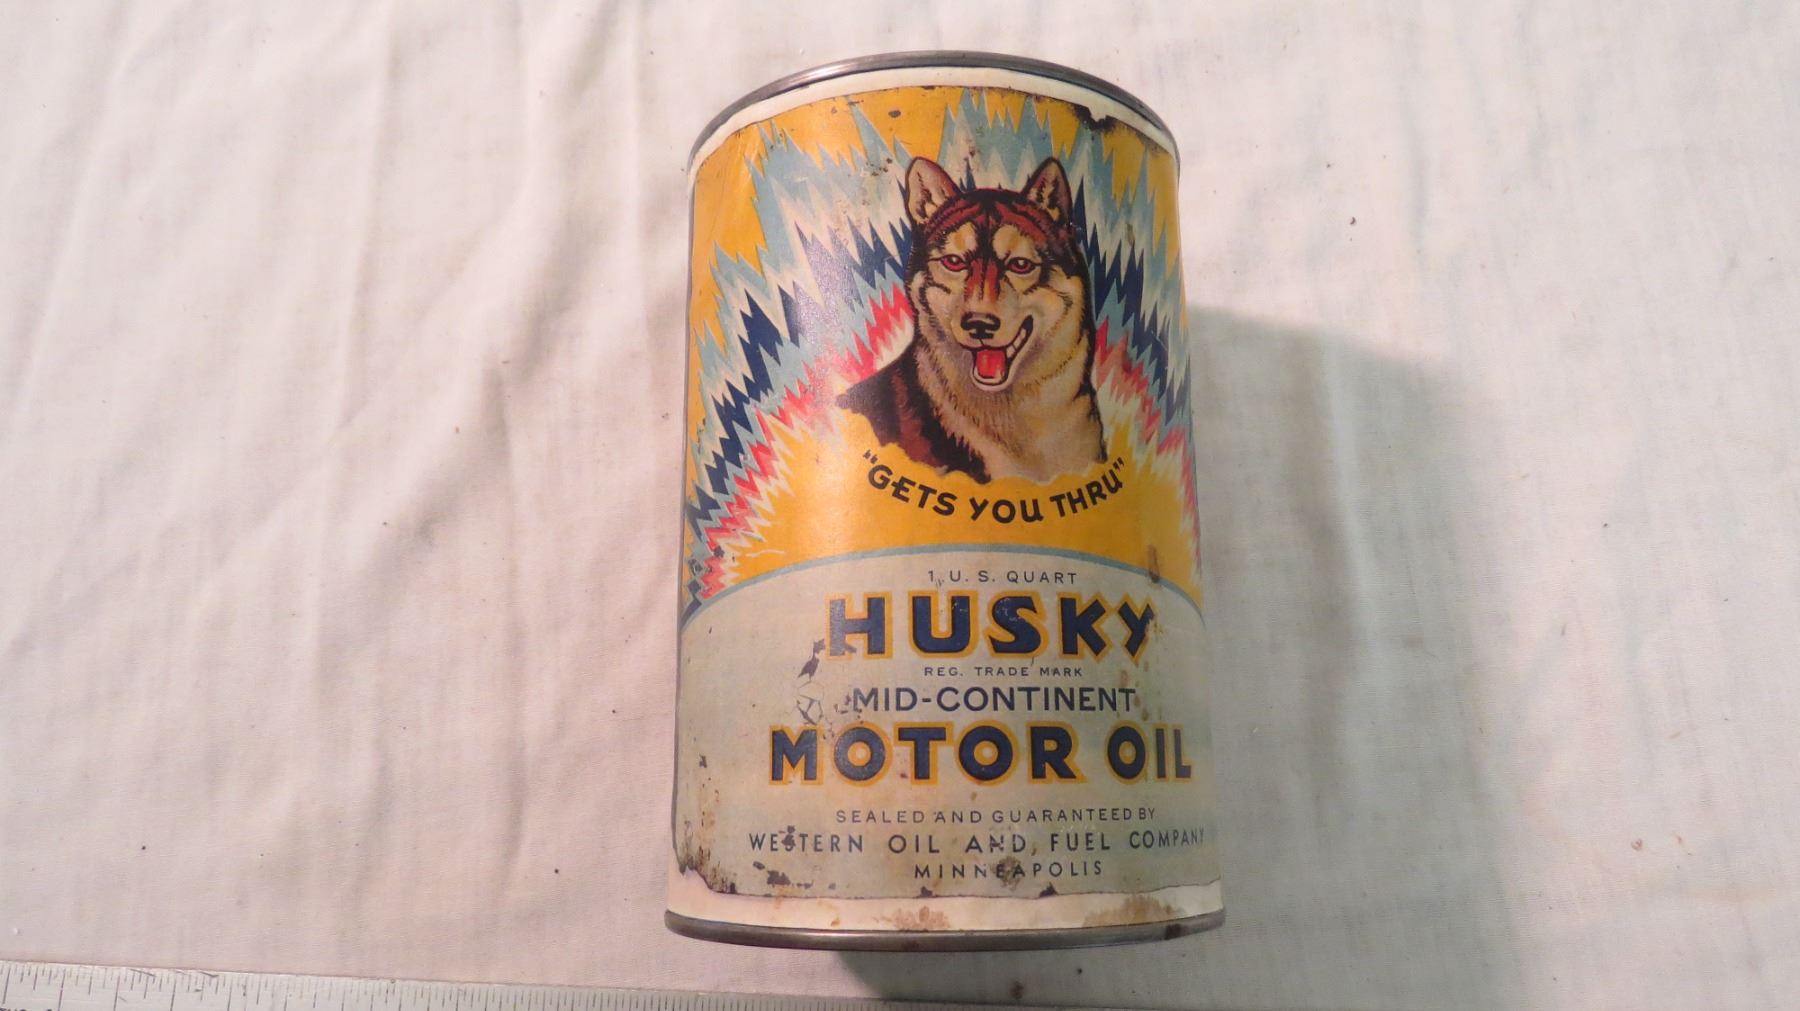 "GETS YOU THRU"
1 U. S. QUART
HUSKY
REG. TRADE MARK
MID-CONTINENT
MOTOR OIL
SEALED AND GUARANTEED BY
WESTERN OIL AND FUEL COMPANY
MINNEAPOLIS